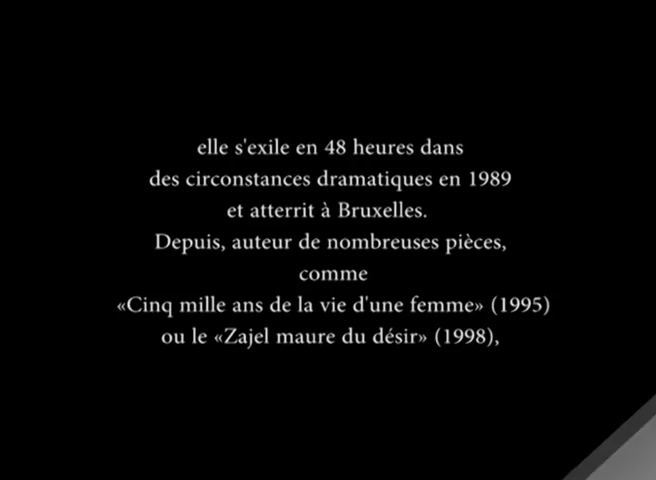 elle s'exile en 48 heures dans
des circonstances dramatiques en 1989
et atterrit à Bruxelles.
Depuis, auteur de nombreuses pièces,
comme
«Cinq mille ans de la vie d'une femme» (1995)
ou le «Zajel maure du désir» (1998),